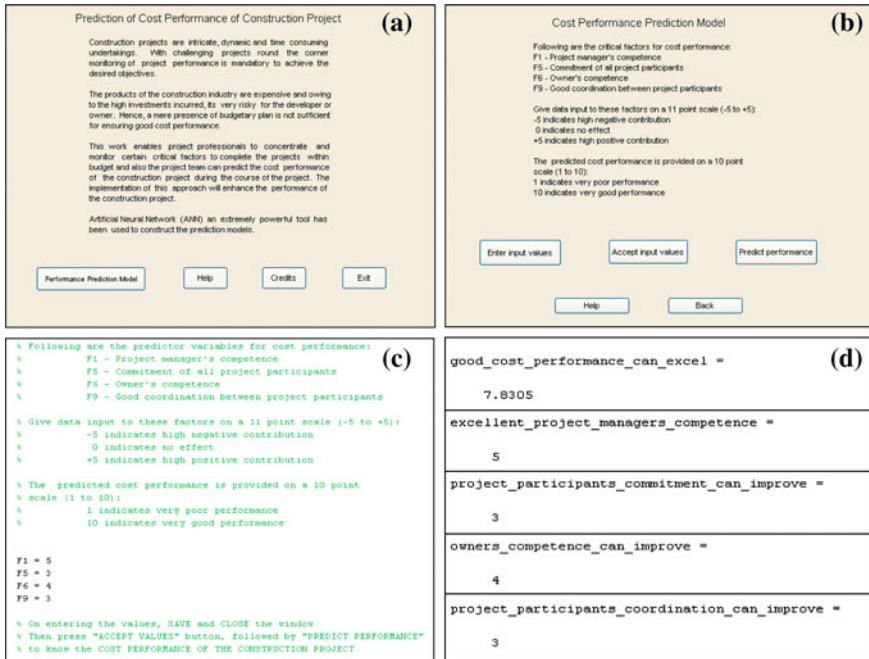 Prediction of Cost Performance of Construction Project
(a)
Construction projects are intricate, dynamic and time consuming
undertakings. With challenging projects round the corner
monitoring of project performance is mandatory to achieve the
desired objectives.
The products of the construction industry are expensive and owing
to the high investments incurred, its very risky for the developer or
owner. Hence, a mere presence of budgetary plan is not sufficient
for ensuring good cost performance.
This work enables project professionals to concentrate and
monitor certain critical factors to complete the projects within
budget and also the project team can predict the cost performance
of the construction project during the course of the project. The
implementation of this approach will enhance the performance of
the construction project.
Artificial Neural Network (ANN) an extremely powerful tool has
been used to construct the prediction models.
Performance Prediction Model
Help
Credits
Exit
Cost Performance Prediction Model
(b)
Following are the critical factors for cost performance:
F1 - Project manager's competence
F5 - Commitment of all project participants
F6 - Owner's competence
F9 - Good coordination between project participants
Give data input to these factors on a 11 point scale (-5 to +5):
-5 indicates high negative contribution
0 indicates no effect
+5 indicates high positive contribution
The predicted cost performance is provided on a 10 point
scale (1 to 10):
1 indicates very poor performance
10 indicates very good performance
Enter input values
Accept input values
Predict performance
Help
Back
(c)
% Following are the predictor variables for cost performance:
% F1 - Project manager's competence
% F5 - Commitment of all project participants
% F6 - Owner's competence
% F9 - Good coordination between project participants
% Give data input to these factors on a 11 point scale (-5 to +5):
% -5 indicates high negative contribution
% 0 indicates no effect
% +5 indicates high positive contribution
% The predicted cost performance is provided on a 10 point
% scale (1 to 10):
% 1 indicates very poor performance
% 10 indicates very good performance
F1 = 5
F5 = 3
F6 = 4
F9 = 3
% On entering the values, SAVE and CLOSE the window
% Then press "ACCEPT VALUES" button, followed by "PREDICT PERFORMANCE"
% to know the COST PERFORMANCE OF THE CONSTRUCTION PROJECT
(d)
good_cost_performance_can_excel =
7.8305
excellent_project_managers_competence =
5
project_participants_commitment_can_improve =
3
owners_competence_can_improve =
4
project_participants_coordination_can_improve =
3